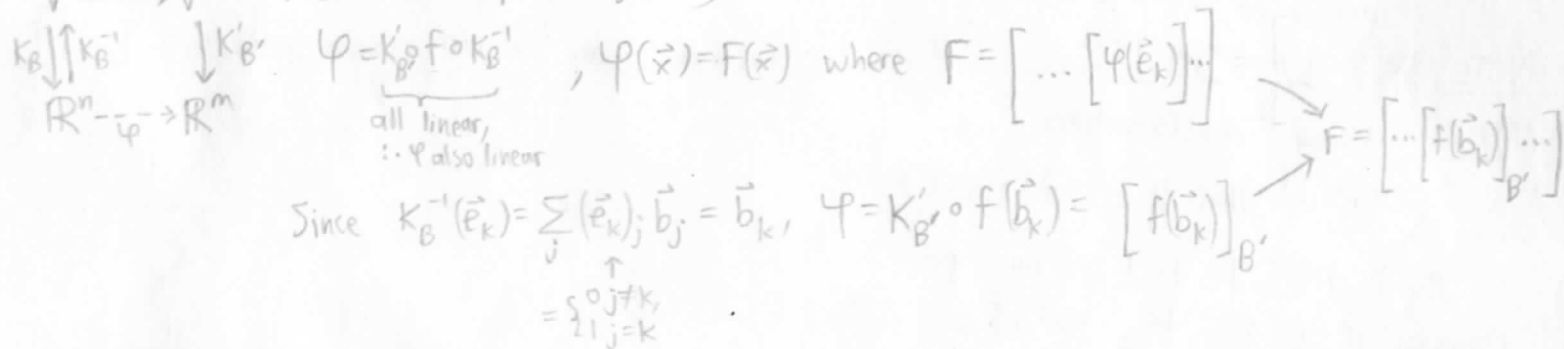 K_B ↓↑ K_B^{-1} ↓ K'_{B'} φ = K'_{B'} ∘ f ∘ K_B^{-1} , φ(x⃗) = F(x⃗) where F = [ ... [φ(e⃗_k)] ... ]
ℝ^n --φ--> ℝ^m
all linear,
∴ φ also linear
F = [ ... [f(b⃗_k)]_{B'} ... ]
Since K_B^{-1}(e⃗_k) = ∑_j (e⃗_k)_j b⃗_j = b⃗_k, φ = K'_{B'} ∘ f(b⃗_k) = [f(b⃗_k)]_{B'}
↑
= { 0 j≠k,
1 j=k